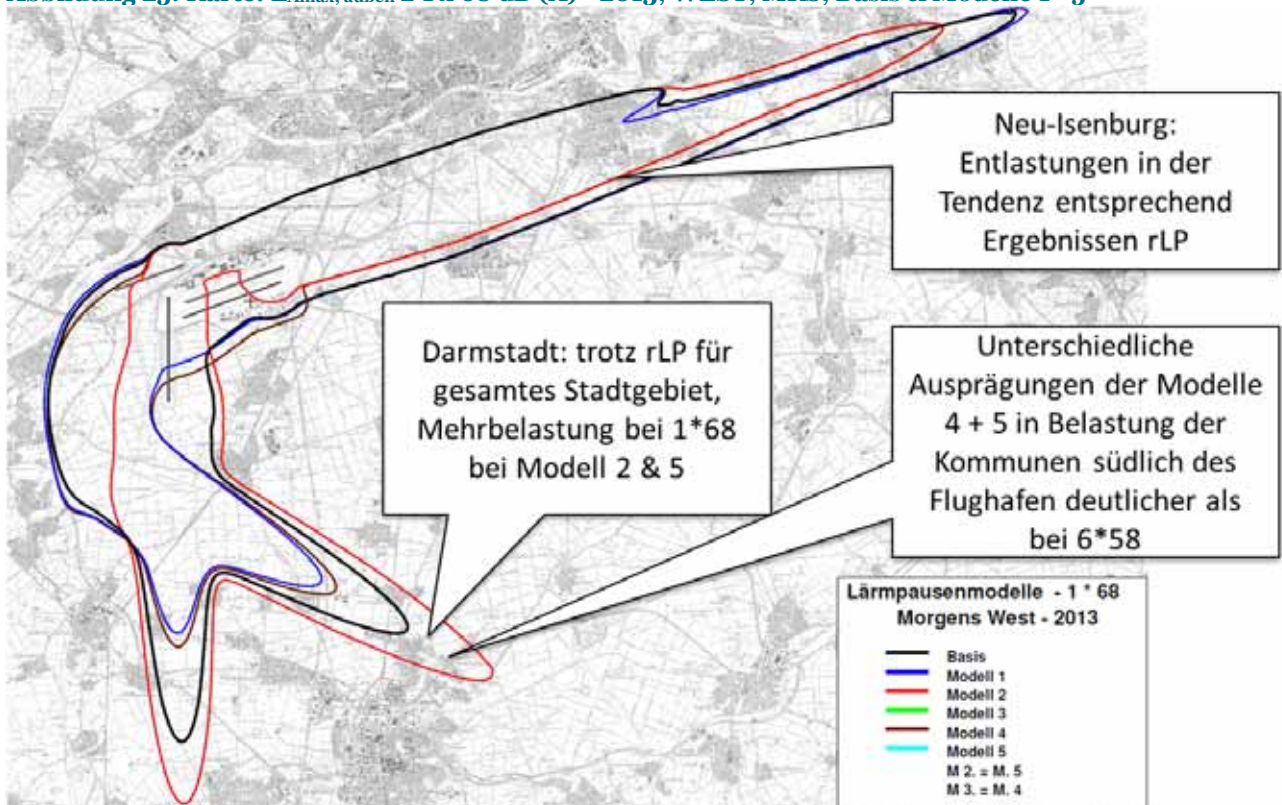 Neu-Isenburg:
Entlastungen in der
Tendenz entsprechend
Ergebnissen rLP
Darmstadt: trotz rLP für
gesamtes Stadtgebiet,
Mehrbelastung bei 1*68
bei Modell 2 & 5
Unterschiedliche
Ausprägungen der Modelle
4 + 5 in Belastung der
Kommunen südlich des
Flughafen deutlicher als
bei 6*58
Lärmpausenmodelle - 1 * 68
Morgens West - 2013
Basis
Modell 1
Modell 2
Modell 3
Modell 4
Modell 5
M 2. = M. 5
M 3. = M. 4